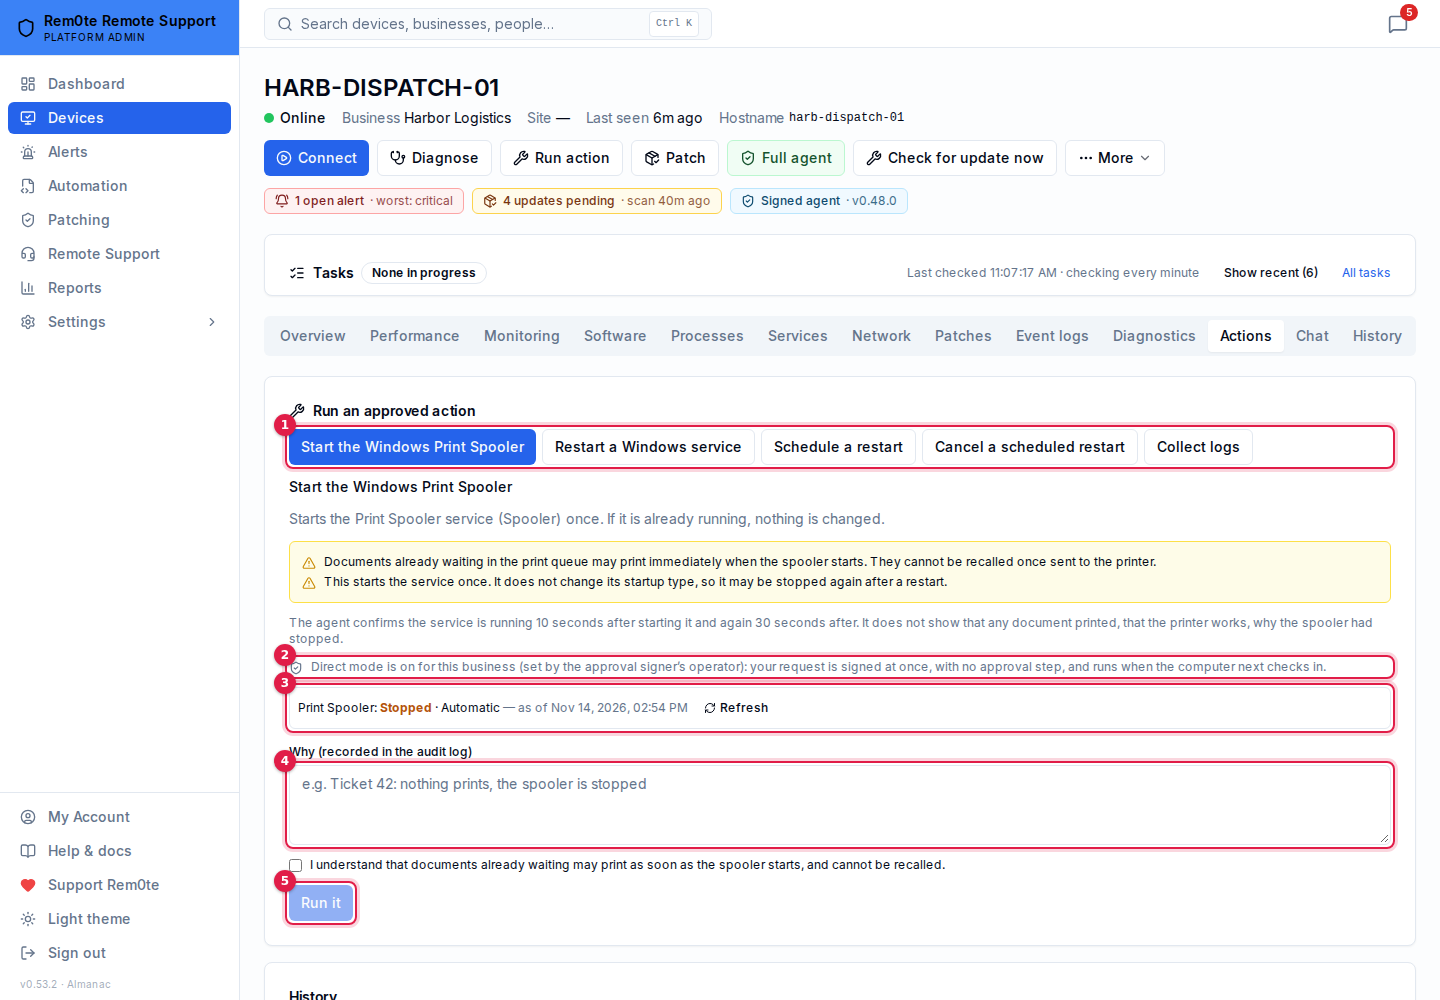 Rem0te Remote Support
PLATFORM ADMIN
Search devices, businesses, people...
Ctrl K
5
Dashboard
Devices
Alerts
Automation
Patching
Remote Support
Reports
Settings
HARB-DISPATCH-01
Online Business Harbor Logistics Site — Last seen 6m ago Hostname harb-dispatch-01
Connect Diagnose Run action Patch Full agent Check for update now ··· More
1 open alert · worst: critical 4 updates pending · scan 40m ago Signed agent · v0.48.0
Tasks None in progress Last checked 11:07:17 AM · checking every minute Show recent (6) All tasks
Overview Performance Monitoring Software Processes Services Network Patches Event logs Diagnostics Actions Chat History
Run an approved action
1
Start the Windows Print Spooler Restart a Windows service Schedule a restart Cancel a scheduled restart Collect logs
Start the Windows Print Spooler
Starts the Print Spooler service (Spooler) once. If it is already running, nothing is changed.
Documents already waiting in the print queue may print immediately when the spooler starts. They cannot be recalled once sent to the printer.
This starts the service once. It does not change its startup type, so it may be stopped again after a restart.
The agent confirms the service is running 10 seconds after starting it and again 30 seconds after. It does not show that any document printed, that the printer works, why the spooler had
stopped.
2
Direct mode is on for this business (set by the approval signer's operator): your request is signed at once, with no approval step, and runs when the computer next checks in.
3
Print Spooler: Stopped · Automatic — as of Nov 14, 2026, 02:54 PM Refresh
Why (recorded in the audit log)
4
e.g. Ticket 42: nothing prints, the spooler is stopped
I understand that documents already waiting may print as soon as the spooler starts, and cannot be recalled.
5
Run it
History
My Account
Help & docs
Support Rem0te
Light theme
Sign out
v0.53.2 · Almanac